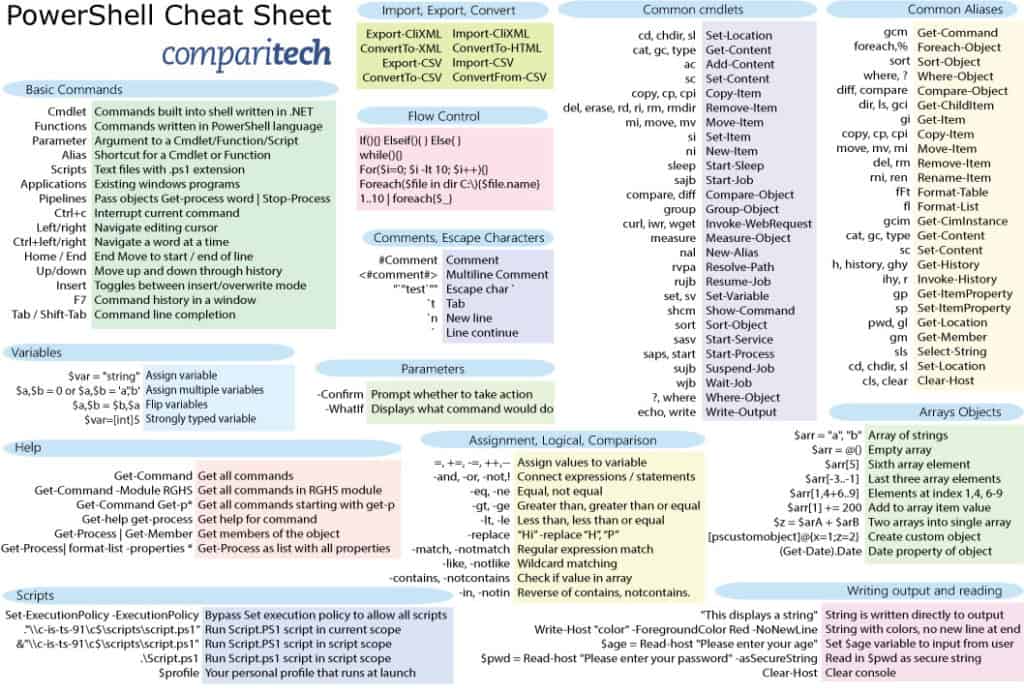 PowerShell Cheat Sheet
comparitech
Basic Commands
Cmdlet Commands built into shell written in .NET
Functions Commands written in PowerShell language
Parameter Argument to a Cmdlet/Function/Script
Alias Shortcut for a Cmdlet or Function
Scripts Text files with .ps1 extension
Applications Existing windows programs
Pipelines Pass objects Get-process word | Stop-Process
Ctrl+c Interrupt current command
Left/right Navigate editing cursor
Ctrl+left/right Navigate a word at a time
Home / End End Move to start / end of line
Up/down Move up and down through history
Insert Toggles between insert/overwrite mode
F7 Command history in a window
Tab / Shift-Tab Command line completion
Variables
$var = "string" Assign variable
$a,$b = 0 or $a,$b = 'a','b' Assign multiple variables
$a,$b = $b,$a Flip variables
$var=[int]5 Strongly typed variable
Help
Get-Command Get all commands
Get-Command -Module RGHS Get all commands in RGHS module
Get-Command Get-p* Get all commands starting with get-p
Get-help get-process Get help for command
Get-Process | Get-Member Get members of the object
Get-Process| format-list -properties * Get-Process as list with all properties
Scripts
Set-ExecutionPolicy -ExecutionPolicy Bypass Set execution policy to allow all scripts
."\\c-is-ts-91\c$\scripts\script.ps1" Run Script.PS1 script in current scope
&"\\c-is-ts-91\c$\scripts\script.ps1" Run Script.PS1 script in script scope
.\Script.ps1 Run Script.ps1 script in script scope
$profile Your personal profile that runs at launch
Import, Export, Convert
Export-CliXML Import-CliXML
ConvertTo-XML ConvertTo-HTML
Export-CSV Import-CSV
ConvertTo-CSV ConvertFrom-CSV
Flow Control
If(){} Elseif(){ } Else{ }
while(){}
For($i=0; $i -lt 10; $i++){}
Foreach($file in dir C:\){$file.name}
1..10 | foreach{$_}
Comments, Escape Characters
#Comment Comment
<#comment#> Multiline Comment
"`"test`"" Escape char `
`t Tab
`n New line
` Line continue
Parameters
-Confirm Prompt whether to take action
-WhatIf Displays what command would do
Assignment, Logical, Comparison
=, +=, -=, ++,-- Assign values to variable
-and, -or, -not,! Connect expressions / statements
-eq, -ne Equal, not equal
-gt, -ge Greater than, greater than or equal
-lt, -le Less than, less than or equal
-replace "Hi" -replace "H", "P"
-match, -notmatch Regular expression match
-like, -notlike Wildcard matching
-contains, -notcontains Check if value in array
-in, -notin Reverse of contains, notcontains.
Common cmdlets
cd, chdir, sl Set-Location
cat, gc, type Get-Content
ac Add-Content
sc Set-Content
copy, cp, cpi Copy-Item
del, erase, rd, ri, rm, rmdir Remove-Item
mi, move, mv Move-Item
si Set-Item
ni New-Item
sleep Start-Sleep
sajb Start-Job
compare, diff Compare-Object
group Group-Object
curl, iwr, wget Invoke-WebRequest
measure Measure-Object
nal New-Alias
rvpa Resolve-Path
rujb Resume-Job
set, sv Set-Variable
shcm Show-Command
sort Sort-Object
sasv Start-Service
saps, start Start-Process
sujb Suspend-Job
wjb Wait-Job
?, where Where-Object
echo, write Write-Output
Common Aliases
gcm Get-Command
foreach,% Foreach-Object
sort Sort-Object
where, ? Where-Object
diff, compare Compare-Object
dir, ls, gci Get-ChildItem
gi Get-Item
copy, cp, cpi Copy-Item
move, mv, mi Move-Item
del, rm Remove-Item
rni, ren Rename-Item
fFt Format-Table
fl Format-List
gcim Get-CimInstance
cat, gc, type Get-Content
sc Set-Content
h, history, ghy Get-History
ihy, r Invoke-History
gp Get-ItemProperty
sp Set-ItemProperty
pwd, gl Get-Location
gm Get-Member
sls Select-String
cd, chdir, sl Set-Location
cls, clear Clear-Host
Arrays Objects
$arr = "a", "b" Array of strings
$arr = @() Empty array
$arr[5] Sixth array element
$arr[-3..-1] Last three array elements
$arr[1,4+6..9] Elements at index 1,4, 6-9
$arr[1] += 200 Add to array item value
$z = $arA + $arB Two arrays into single array
[pscustomobject]@{x=1;z=2} Create custom object
(Get-Date).Date Date property of object
Writing output and reading
"This displays a string" String is written directly to output
Write-Host "color" -ForegroundColor Red -NoNewLine String with colors, no new line at end
$age = Read-host "Please enter your age" Set $age variable to input from user
$pwd = Read-host "Please enter your password" -asSecureString Read in $pwd as secure string
Clear-Host Clear console